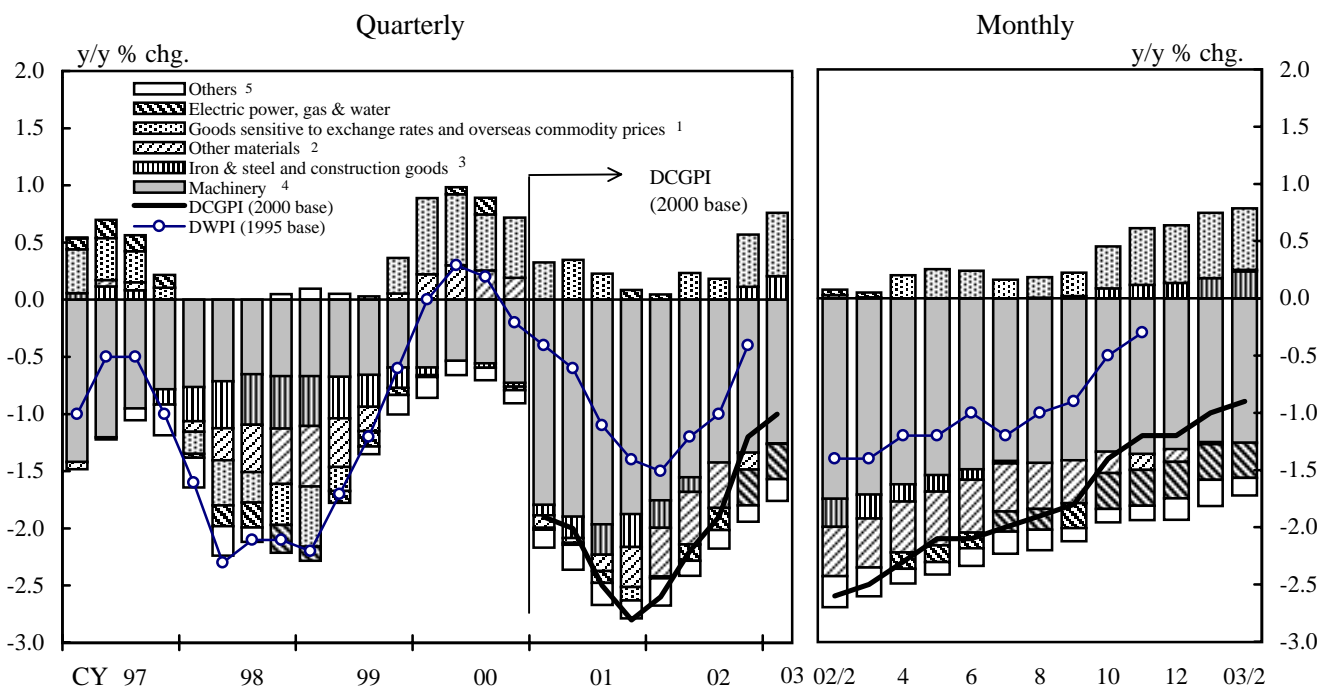 Quarterly
Monthly
y/y % chg.
y/y % chg.
2.0
1.5
1.0
0.5
0.0
-0.5
-1.0
-1.5
-2.0
-2.5
-3.0
Others 5
Electric power, gas & water
Goods sensitive to exchange rates and overseas commodity prices 1
Other materials 2
Iron & steel and construction goods 3
Machinery 4
DCGPI (2000 base)
DWPI (1995 base)
DCGPI
(2000 base)
2.0
1.5
1.0
0.5
0.0
-0.5
-1.0
-1.5
-2.0
-2.5
-3.0
CY 97 98 99 00 01 02 03
02/2 4 6 8 10 12 03/2